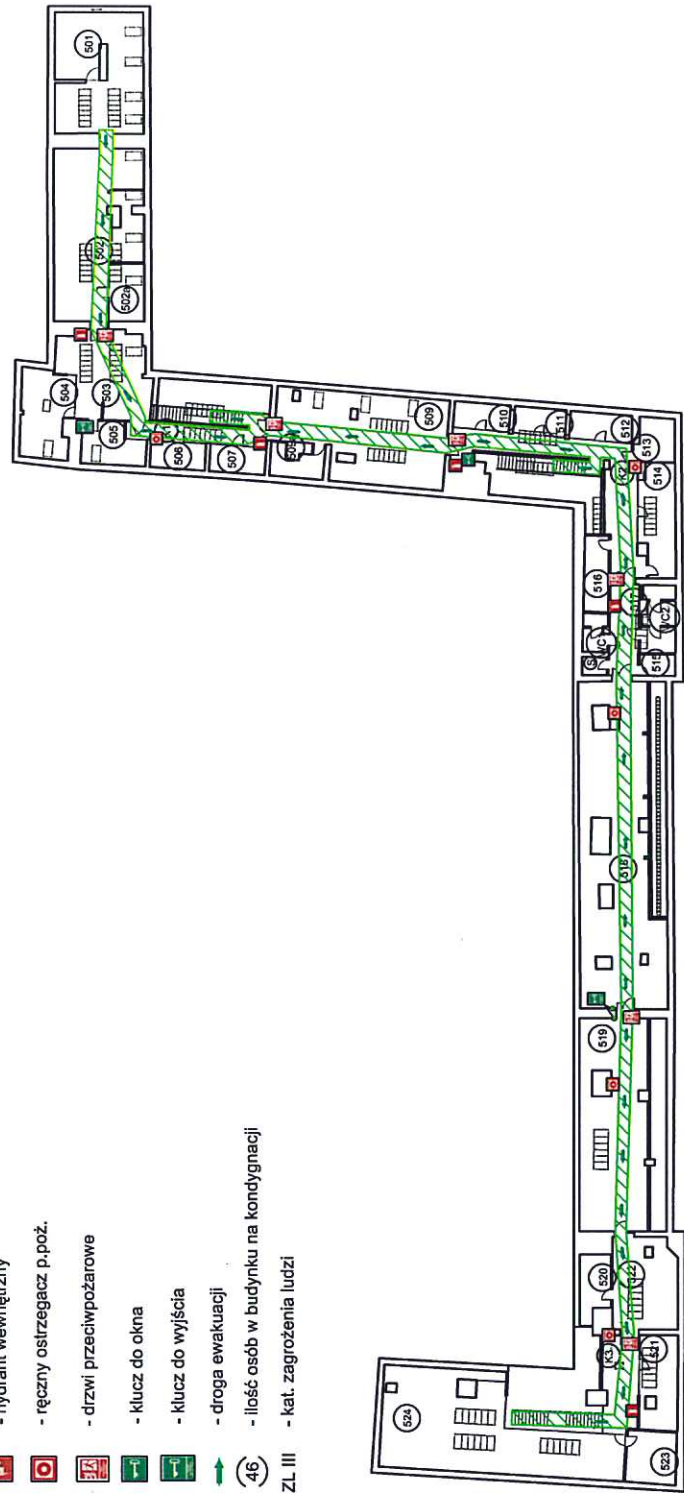 - hydrant wewnętrzny
- ręczny ostrzegacz p.poż.
- drzwi przeciwpożarowe
- klucz do okna
- klucz do wyjścia
- droga ewakuacji
46 - ilość osób w budynku na kondygnacji
ZL III - kat. zagrożenia ludzi
501
502
502a
504
503
505
506
507
509
510
511
512
513
514
K2
516
WC
WC2
S
515
518
519
520
522
K3
521
524
523